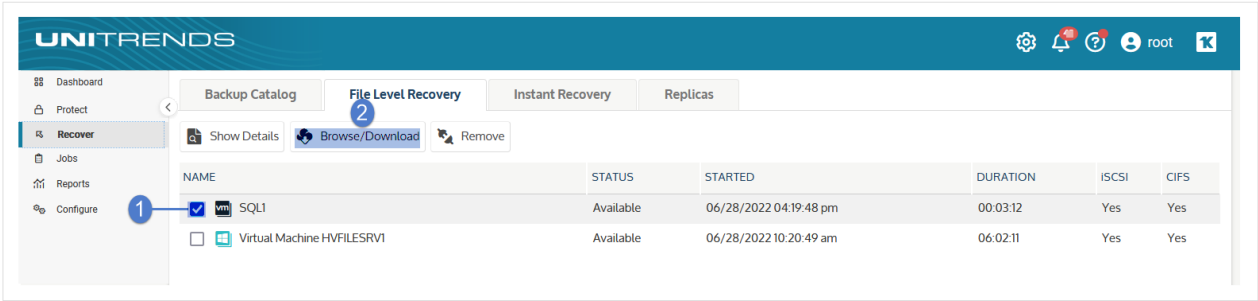 UNITRENDS
root
Dashboard
Protect
Recover
Jobs
Reports
Configure
Backup Catalog File Level Recovery Instant Recovery Replicas
2
Show Details Browse/Download Remove
NAME STATUS STARTED DURATION iSCSI CIFS
1 vm SQL1 Available 06/28/2022 04:19:48 pm 00:03:12 Yes Yes
Virtual Machine HVFILESRV1 Available 06/28/2022 10:20:49 am 06:02:11 Yes Yes